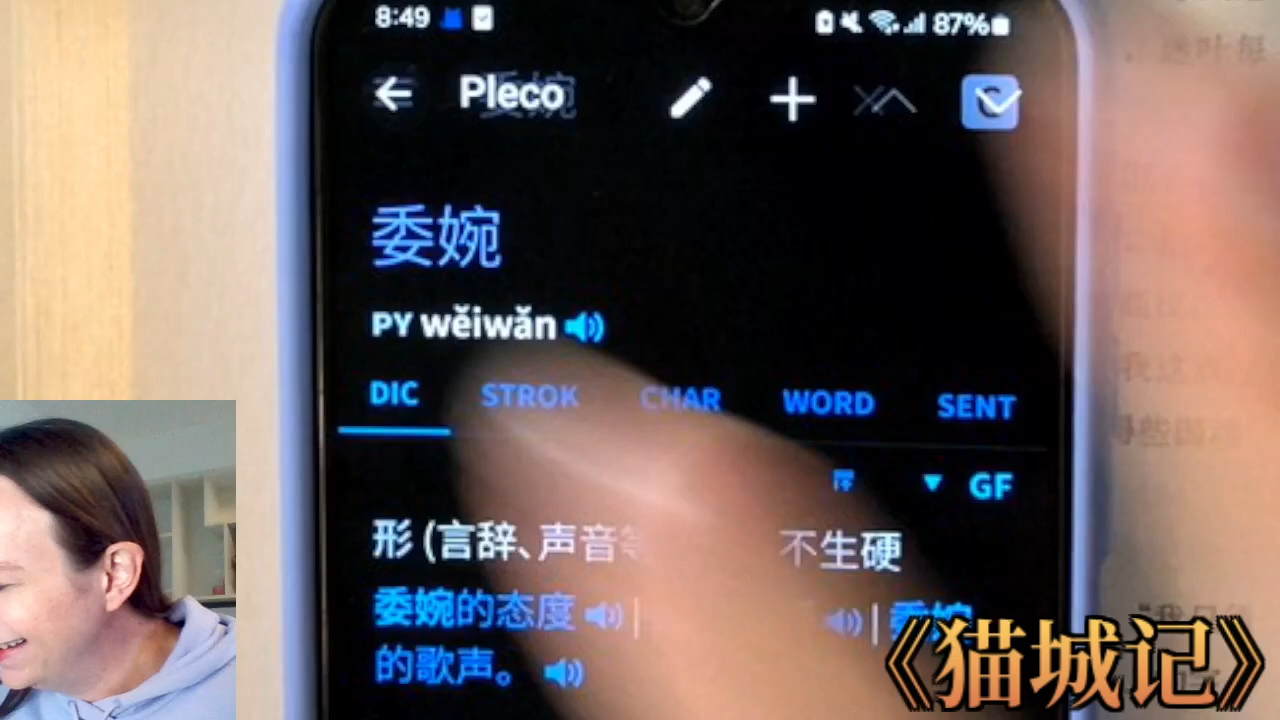 8:49 87%
Pleco
委婉
PY wěiwǎn
DIC STROK CHAR WORD SENT
GF
形 (言辞、声音 不生硬
委婉的态度 | | 委婉
的歌声。
《猫城记》